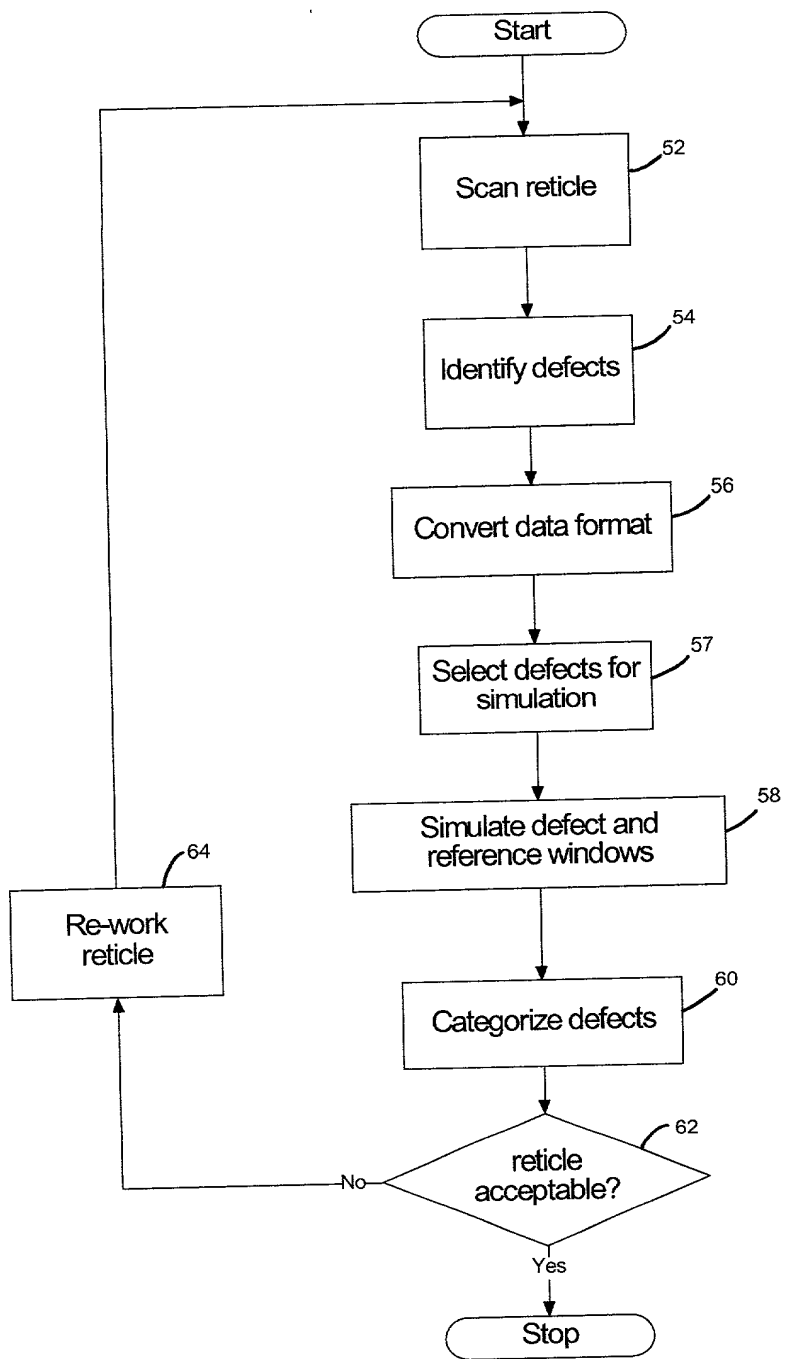 Start
52
Scan reticle
54
Identify defects
56
Convert data format
57
Select defects for
simulation
58
Simulate defect and
reference windows
64
Re-work
reticle
60
Categorize defects
62
reticle
acceptable?
No
Yes
Stop